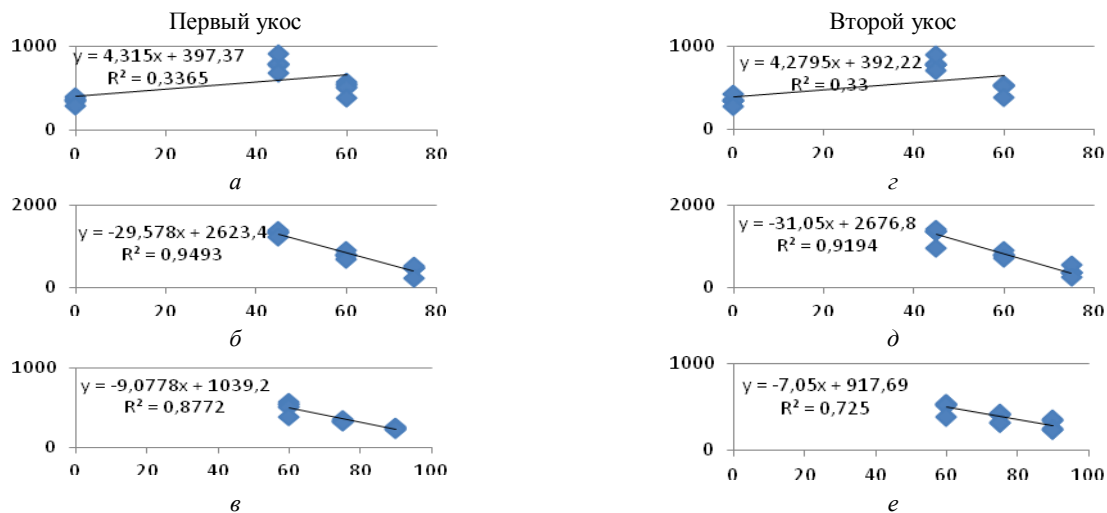 Первый укос
1000
y = 4,315x + 397,37
R² = 0,3365
0
0 20 40 60 80
а
2000
y = -29,578x + 2623,4
R² = 0,9493
0
0 20 40 60 80
б
1000
y = -9,0778x + 1039,2
R² = 0,8772
0
0 20 40 60 80 100
в
Второй укос
1000
y = 4,2795x + 392,22
R² = 0,33
0
0 20 40 60 80
г
2000
y = -31,05x + 2676,8
R² = 0,9194
0
0 20 40 60 80
д
1000
y = -7,05x + 917,69
R² = 0,725
0
0 20 40 60 80 100
е